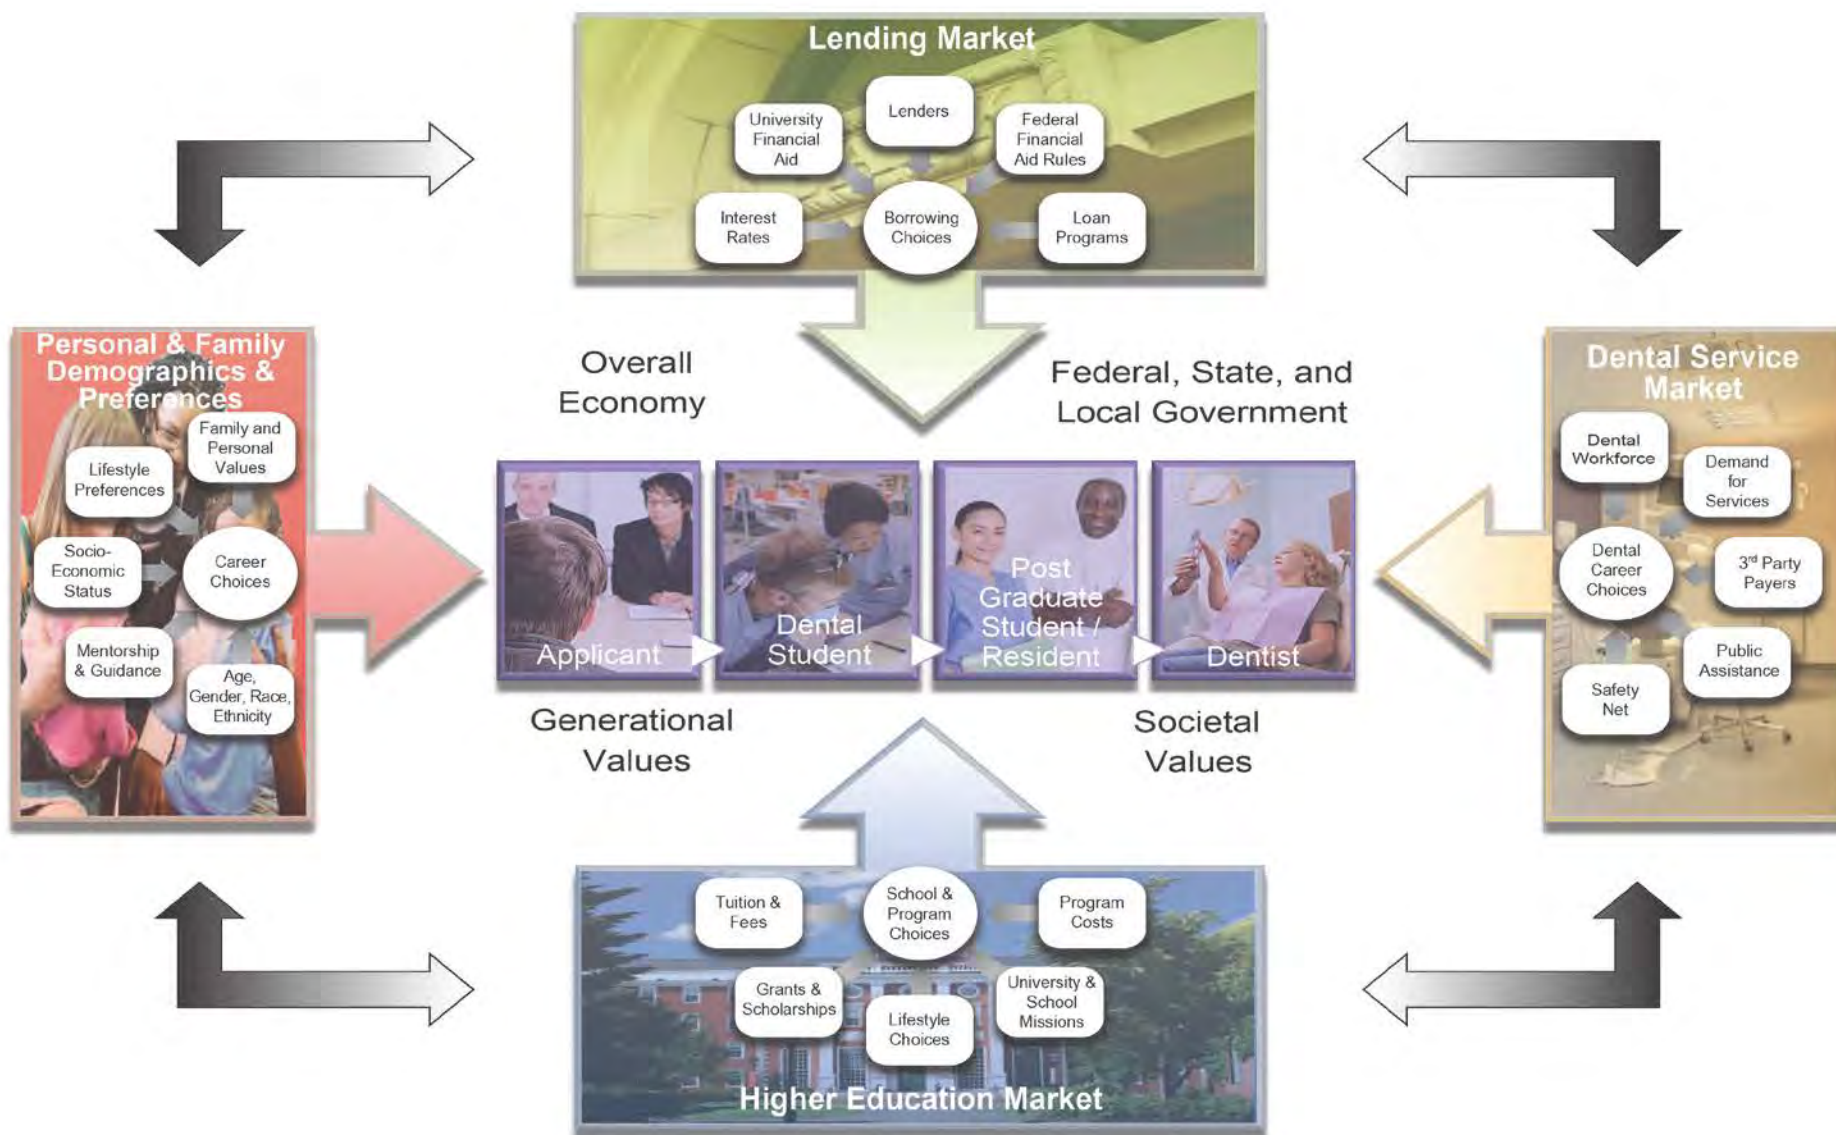 Lending Market
Lenders
University
Financial
Aid
Federal
Financial
Aid Rules
Interest
Rates
Borrowing
Choices
Loan
Programs
Personal & Family
Demographics &
Preferences
Family and
Personal
Values
Lifestyle
Preferences
Socio-
Economic
Status
Career
Choices
Mentorship
& Guidance
Age,
Gender, Race,
Ethnicity
Overall
Economy
Federal, State, and
Local Government
Applicant
Dental
Student
Post
Graduate
Student /
Resident
Dentist
Generational
Values
Societal
Values
Dental Service
Market
Dental
Workforce
Demand
for
Services
Dental
Career
Choices
3rd Party
Payers
Public
Assistance
Safety
Net
Tuition &
Fees
School &
Program
Choices
Program
Costs
Grants &
Scholarships
Lifestyle
Choices
University &
School
Missions
Higher Education Market